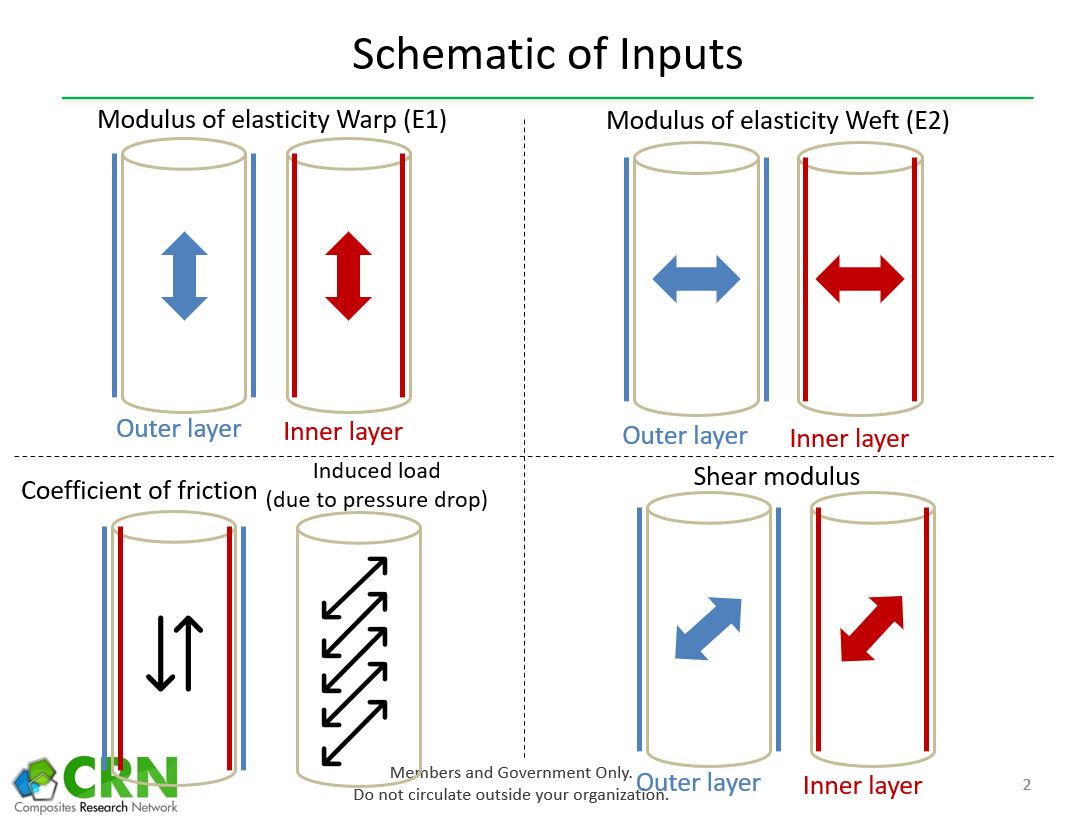 Schematic of Inputs
Modulus of elasticity Warp (E1)
Modulus of elasticity Weft (E2)
Outer layer
Inner layer
Outer layer
Inner layer
Coefficient of friction
Induced load
(due to pressure drop)
Shear modulus
Outer layer
Inner layer
CRN
Composites Research Network
Members and Government Only.
Do not circulate outside your organization.
2